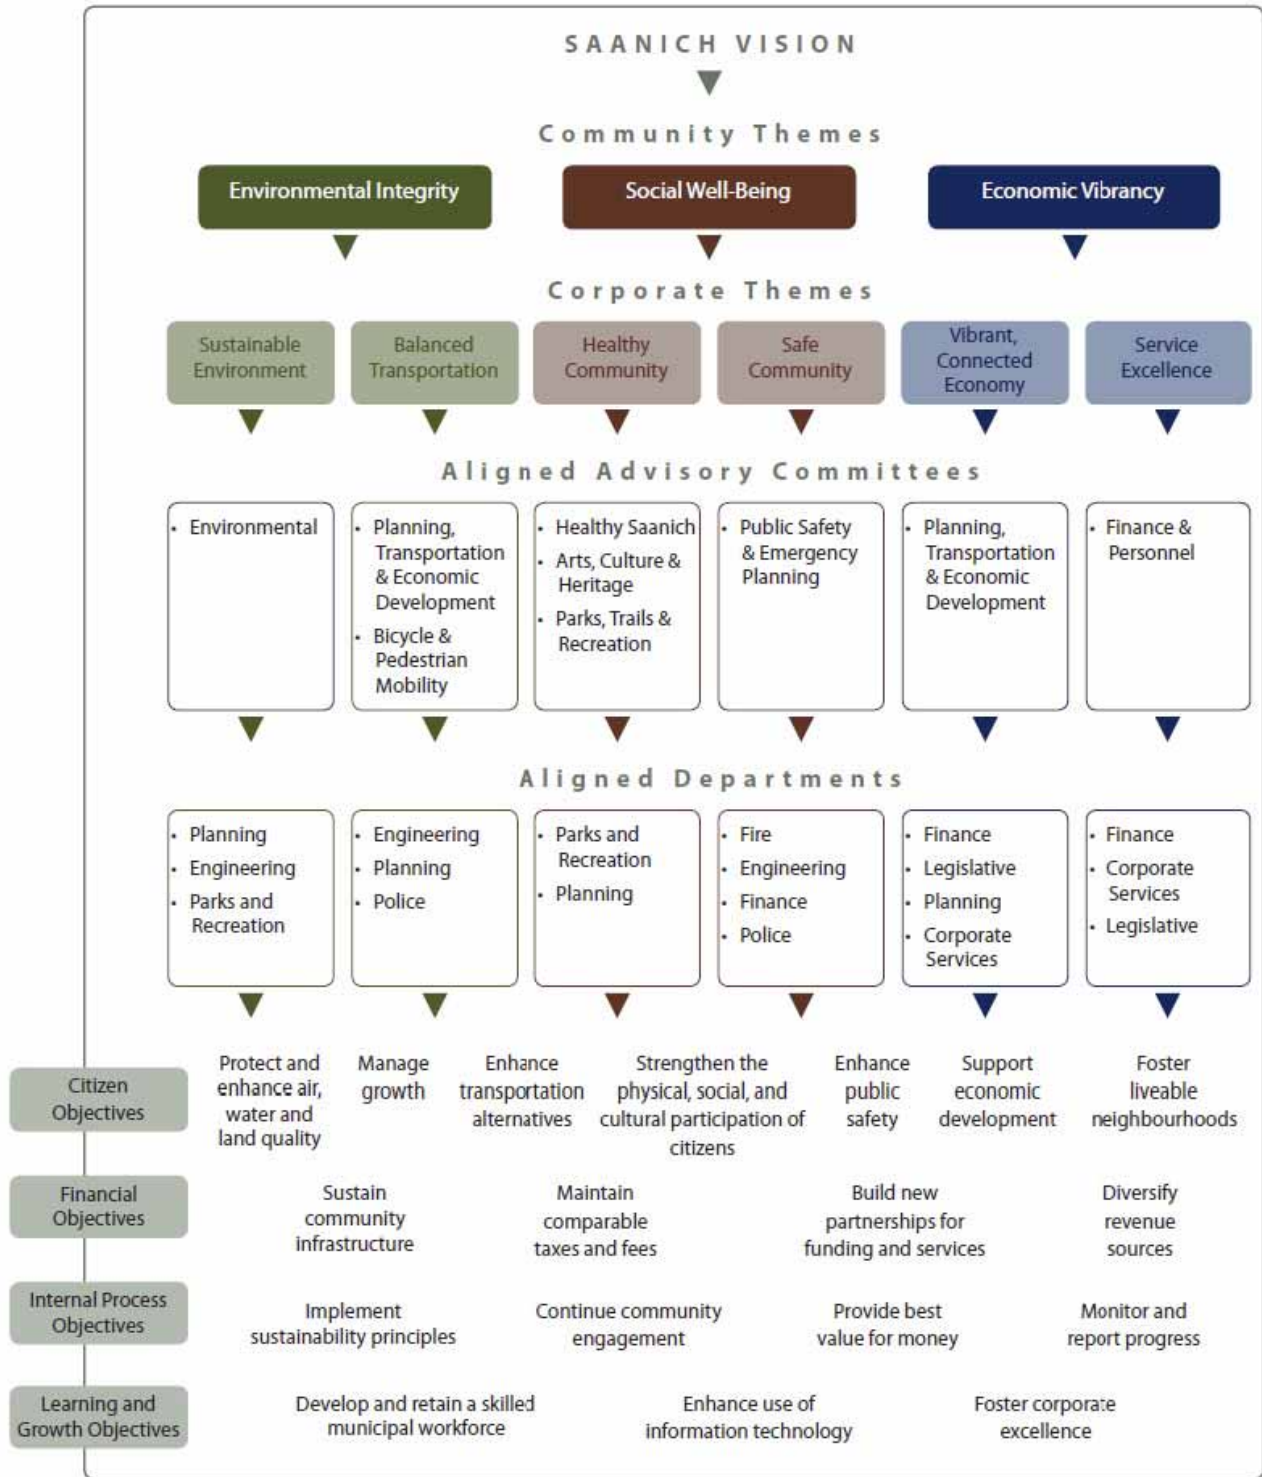 SAANICH VISION
Community Themes
Environmental Integrity
Social Well-Being
Economic Vibrancy
Corporate Themes
Sustainable
Environment
Balanced
Transportation
Healthy
Community
Safe
Community
Vibrant,
Connected
Economy
Service
Excellence
Aligned Advisory Committees
• Environmental
• Planning,
Transportation
& Economic
Development
• Bicycle &
Pedestrian
Mobility
• Healthy Saanich
• Arts, Culture &
Heritage
• Parks, Trails &
Recreation
• Public Safety
& Emergency
Planning
• Planning,
Transportation
& Economic
Development
• Finance &
Personnel
Aligned Departments
• Planning
• Engineering
• Parks and
Recreation
• Engineering
• Planning
• Police
• Parks and
Recreation
• Planning
• Fire
• Engineering
• Finance
• Police
• Finance
• Legislative
• Planning
• Corporate
Services
• Finance
• Corporate
Services
• Legislative
Citizen
Objectives
Protect and
enhance air,
water and
land quality
Manage
growth
Enhance
transportation
alternatives
Strengthen the
physical, social, and
cultural participation of
citizens
Enhance
public
safety
Support
economic
development
Foster
liveable
neighbourhoods
Financial
Objectives
Sustain
community
infrastructure
Maintain
comparable
taxes and fees
Build new
partnerships for
funding and services
Diversify
revenue
sources
Internal Process
Objectives
Implement
sustainability principles
Continue community
engagement
Provide best
value for money
Monitor and
report progress
Learning and
Growth Objectives
Develop and retain a skilled
municipal workforce
Enhance use of
information technology
Foster corporate
excellence